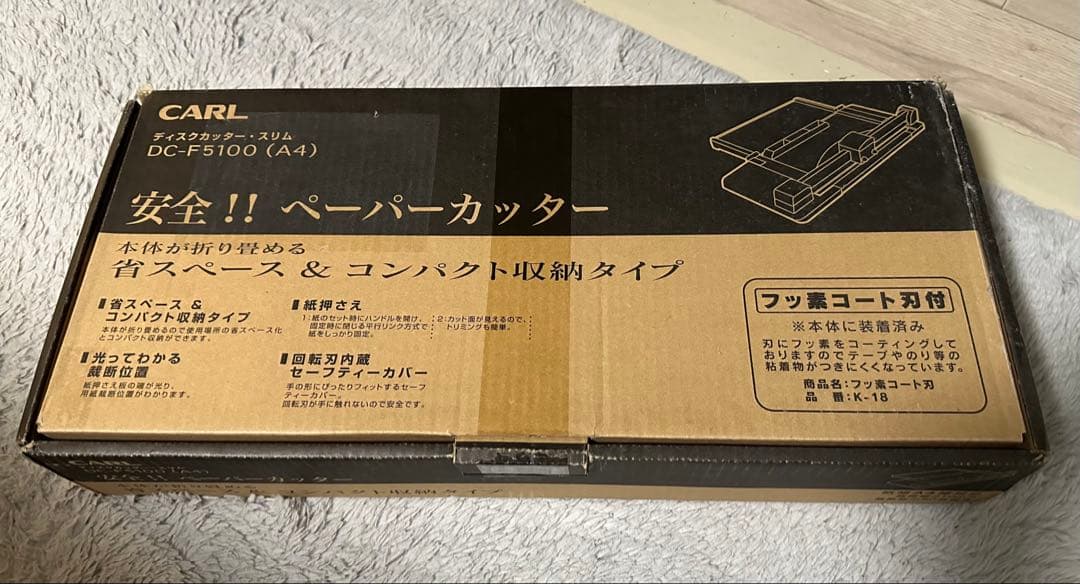 CARL
ディスクカッター・スリム
DC-F5100（A4）
安全!! ペーパーカッター
本体が折り畳める
省スペース & コンパクト収納タイプ
省スペース &
コンパクト収納タイプ
本体が折り畳めるので使用場所の省スペース化
とコンパクト収納ができます。
光ってわかる
裁断位置
紙押さえ板の端が光り、
用紙裁断位置がわかります。
紙押さえ
1:紙のセット時にハンドルを開け、
固定時に閉じる平行リンク方式で
紙をしっかり固定。
2:カット面が見えるので、
トリミングも簡単。
回転刃内蔵
セーフティーカバー
手の形にぴったりフィットするセーフ
ティーカバー。
回転刃が手に触れないので安全です。
フッ素コート刃付
※本体に装着済み
刃にフッ素をコーティングして
おりますのでテープやのり等の
粘着物がつきにくくなっています。
商品名：フッ素コート刃
品 番：K-18
CARL
カッター
コンパクト収納タイプ